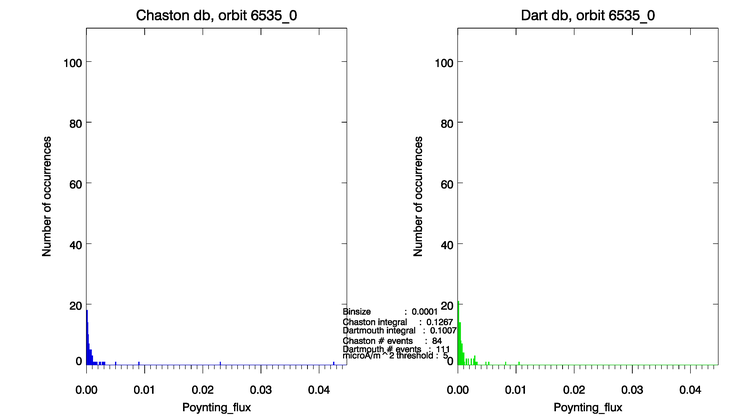 Chaston db, orbit 6535_0
Number of occurrences
100
80
60
40
20
0
0.00 0.01 0.02 0.03 0.04
Poynting_flux
Binsize : 0.0001
Chaston integral : 0.1267
Dartmouth integral : 0.1007
Chaston # events : 84
Dartmouth # events : 111
microA/m^2 threshold : 5
Dart db, orbit 6535_0
Number of occurrences
100
80
60
40
20
0
0.00 0.01 0.02 0.03 0.04
Poynting_flux